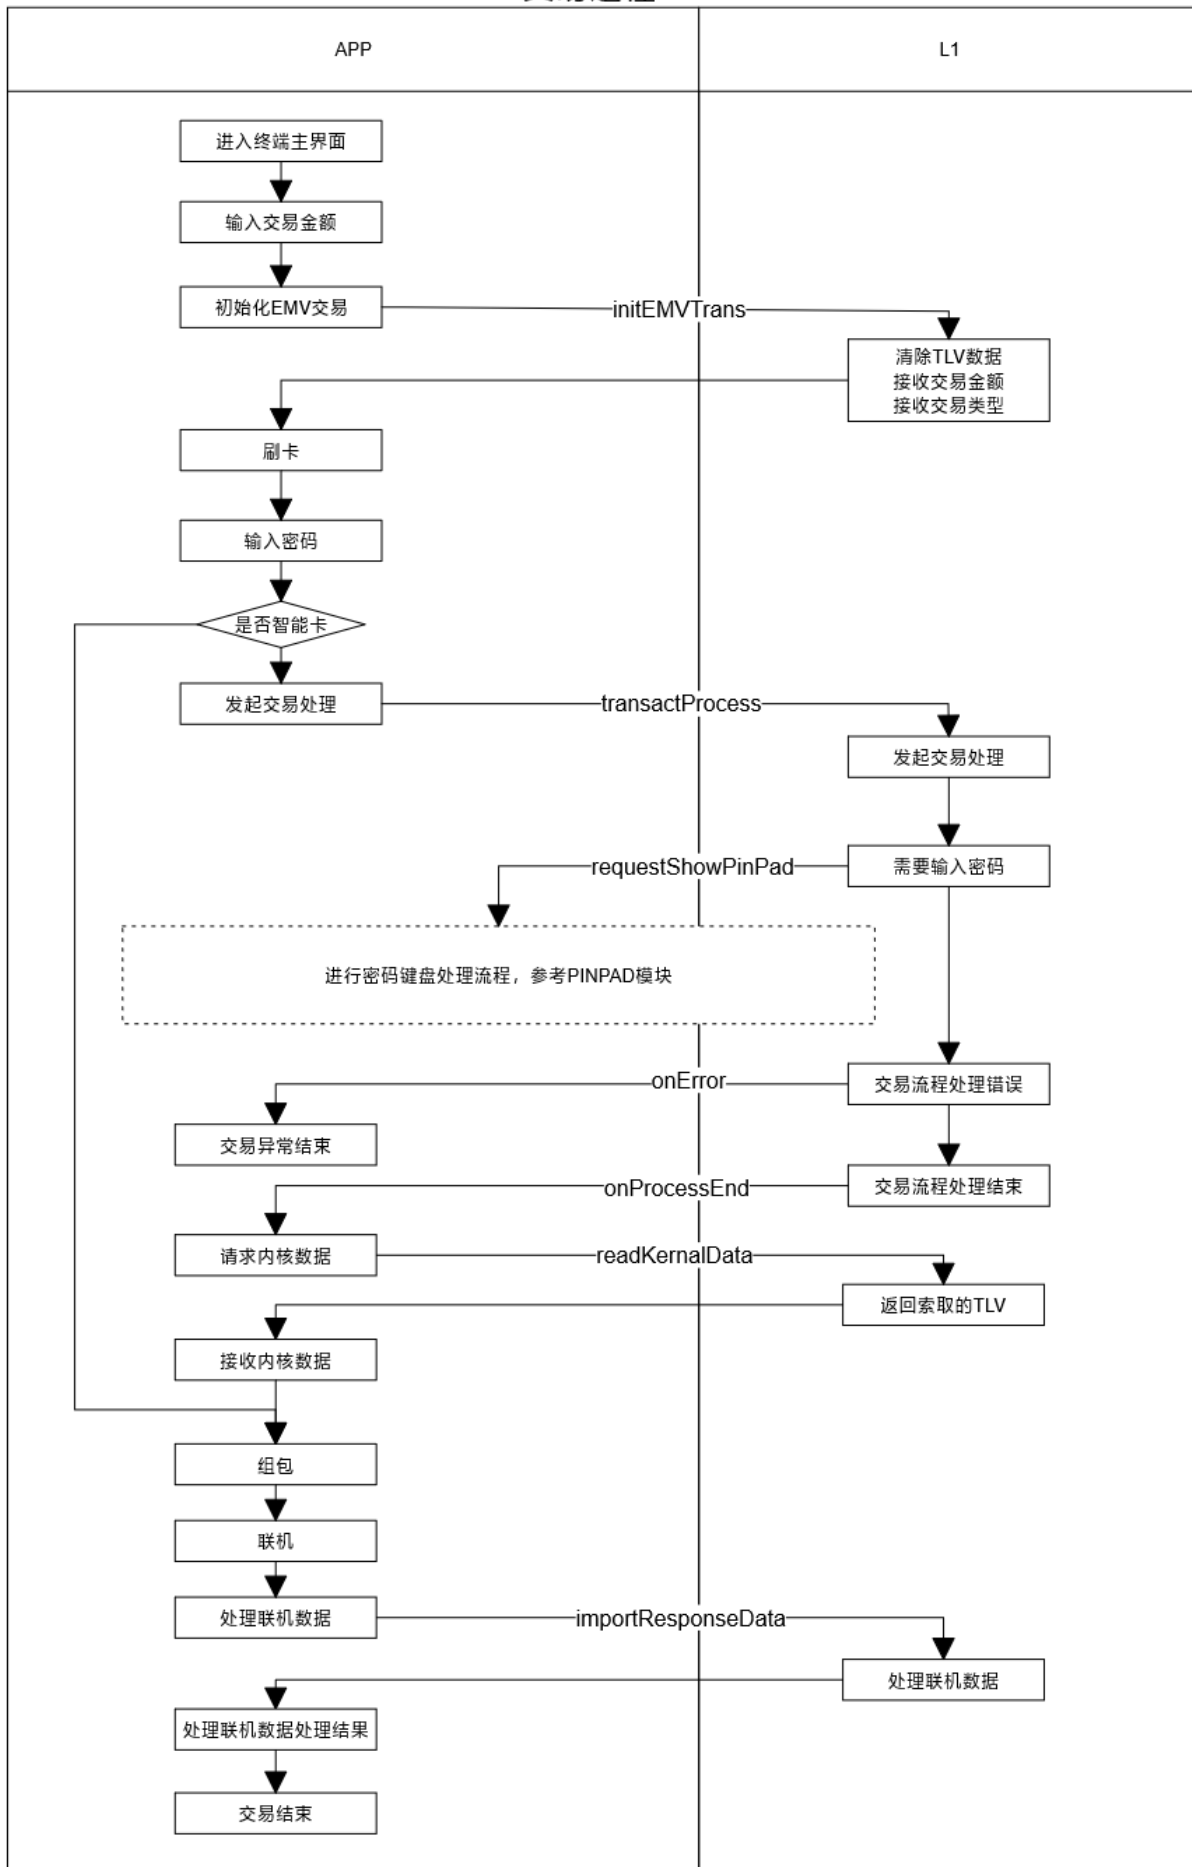 APP
L1
进入终端主界面
输入交易金额
初始化EMV交易
initEMVTrans
清除TLV数据
接收交易金额
接收交易类型
刷卡
输入密码
是否智能卡
发起交易处理
transactProcess
发起交易处理
requestShowPinPad
需要输入密码
进行密码键盘处理流程，参考PINPAD模块
onError
交易流程处理错误
交易异常结束
onProcessEnd
交易流程处理结束
请求内核数据
readKernalData
返回索取的TLV
接收内核数据
组包
联机
处理联机数据
importResponseData
处理联机数据
处理联机数据处理结果
交易结束